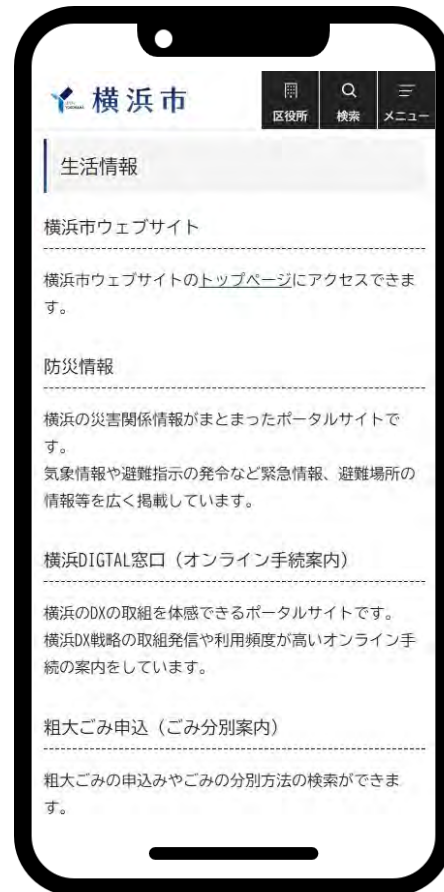 横浜市
区役所
検索
メニュー
生活情報
横浜市ウェブサイト
横浜市ウェブサイトのトップページにアクセスできま
す。
防災情報
横浜の災害関係情報がまとまったポータルサイトで
す。
気象情報や避難指示の発令など緊急情報、避難場所の
情報等を広く掲載しています。
横浜DIGTAL窓口（オンライン手続案内）
横浜のDXの取組を体感できるポータルサイトです。
横浜DX戦略の取組発信や利用頻度が高いオンライン手
続の案内をしています。
粗大ごみ申込（ごみ分別案内）
粗大ごみの申込みやごみの分別方法の検索ができま
す。